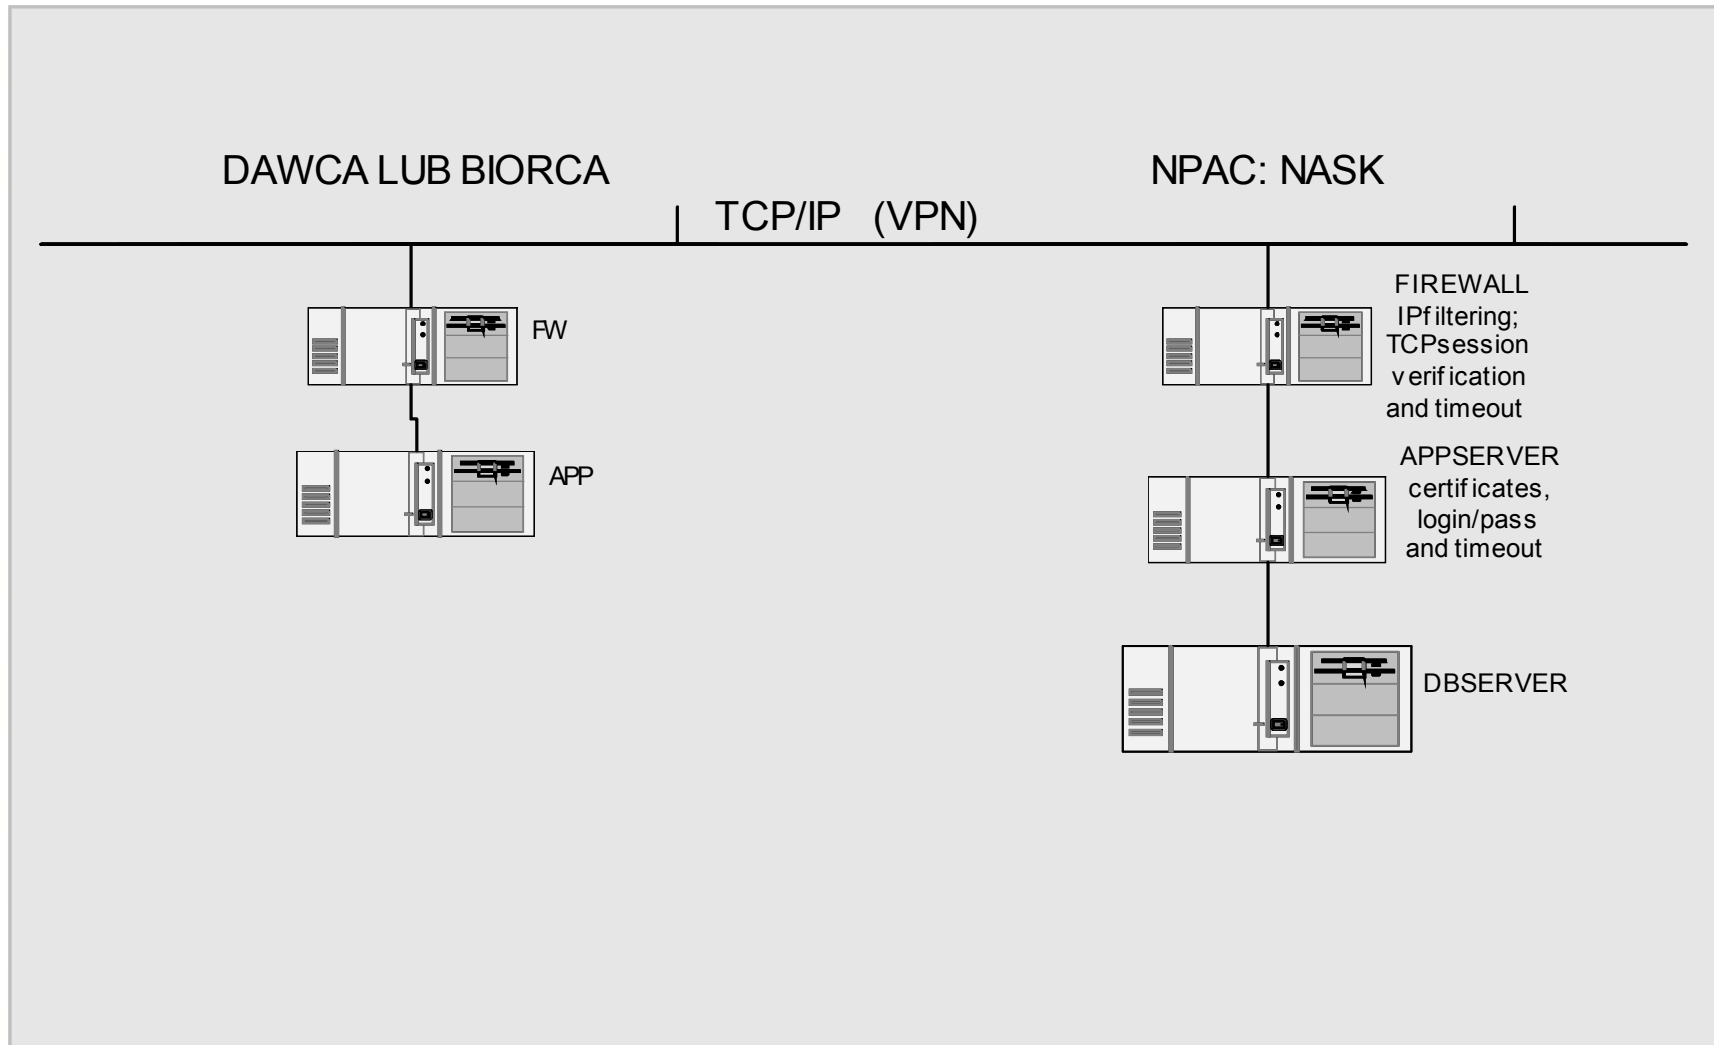 DAWCA LUB BIORCA
NPAC: NASK
TCP/IP (VPN)
FW
APP
FIREWALL
IPfiltering;
TCPsession
verification
and timeout
APPSERVER
certificates,
login/pass
and timeout
DBSERVER